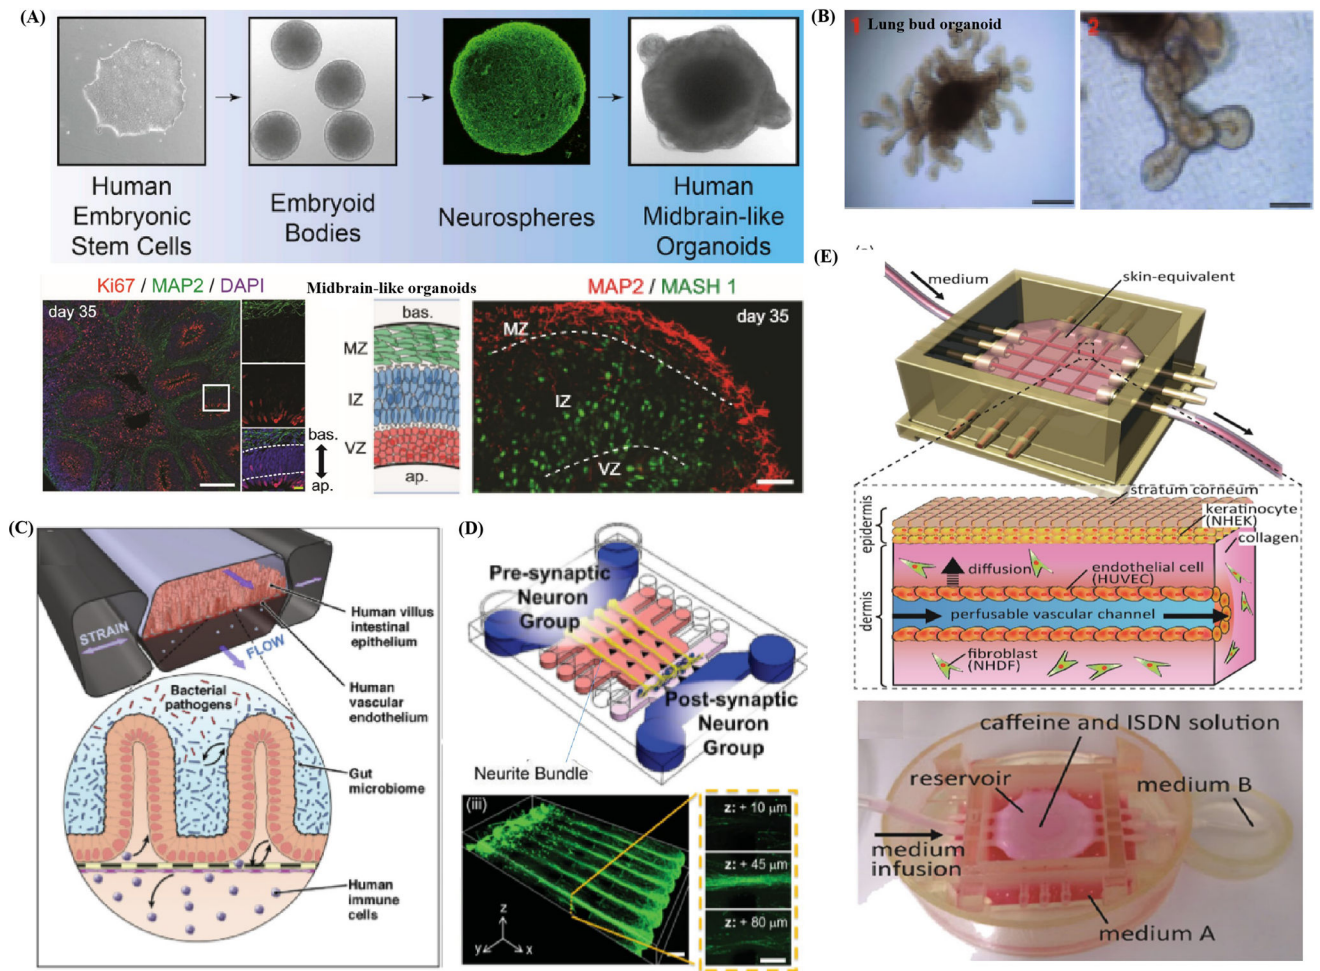 (A)
Human
Embryonic
Stem Cells
Embryoid
Bodies
Neurospheres
Human
Midbrain-like
Organoids
Ki67 / MAP2 / DAPI
day 35
bas.
ap.
Midbrain-like organoids
bas.
MZ
IZ
VZ
ap.
MAP2 / MASH 1
day 35
MZ
IZ
VZ
(B)
1 Lung bud organoid
2
(C)
STRAIN
FLOW
Human villus
intestinal
epithelium
Human
vascular
endothelium
Bacterial
pathogens
Gut
microbiome
Human
immune
cells
(D)
Pre-synaptic
Neuron
Group
Post-synaptic
Neuron
Group
Neurite Bundle
(iii)
z
y
x
z: + 10 μm
z: + 45 μm
z: + 80 μm
(E)
medium
skin-equivalent
stratum corneum
keratinocyte
(NHEK)
collagen
epidermis
dermis
diffusion
endothelial cell
(HUVEC)
perfusable vascular channel
fibroblast
(NHDF)
caffeine and ISDN solution
reservoir
medium B
medium
infusion
medium A